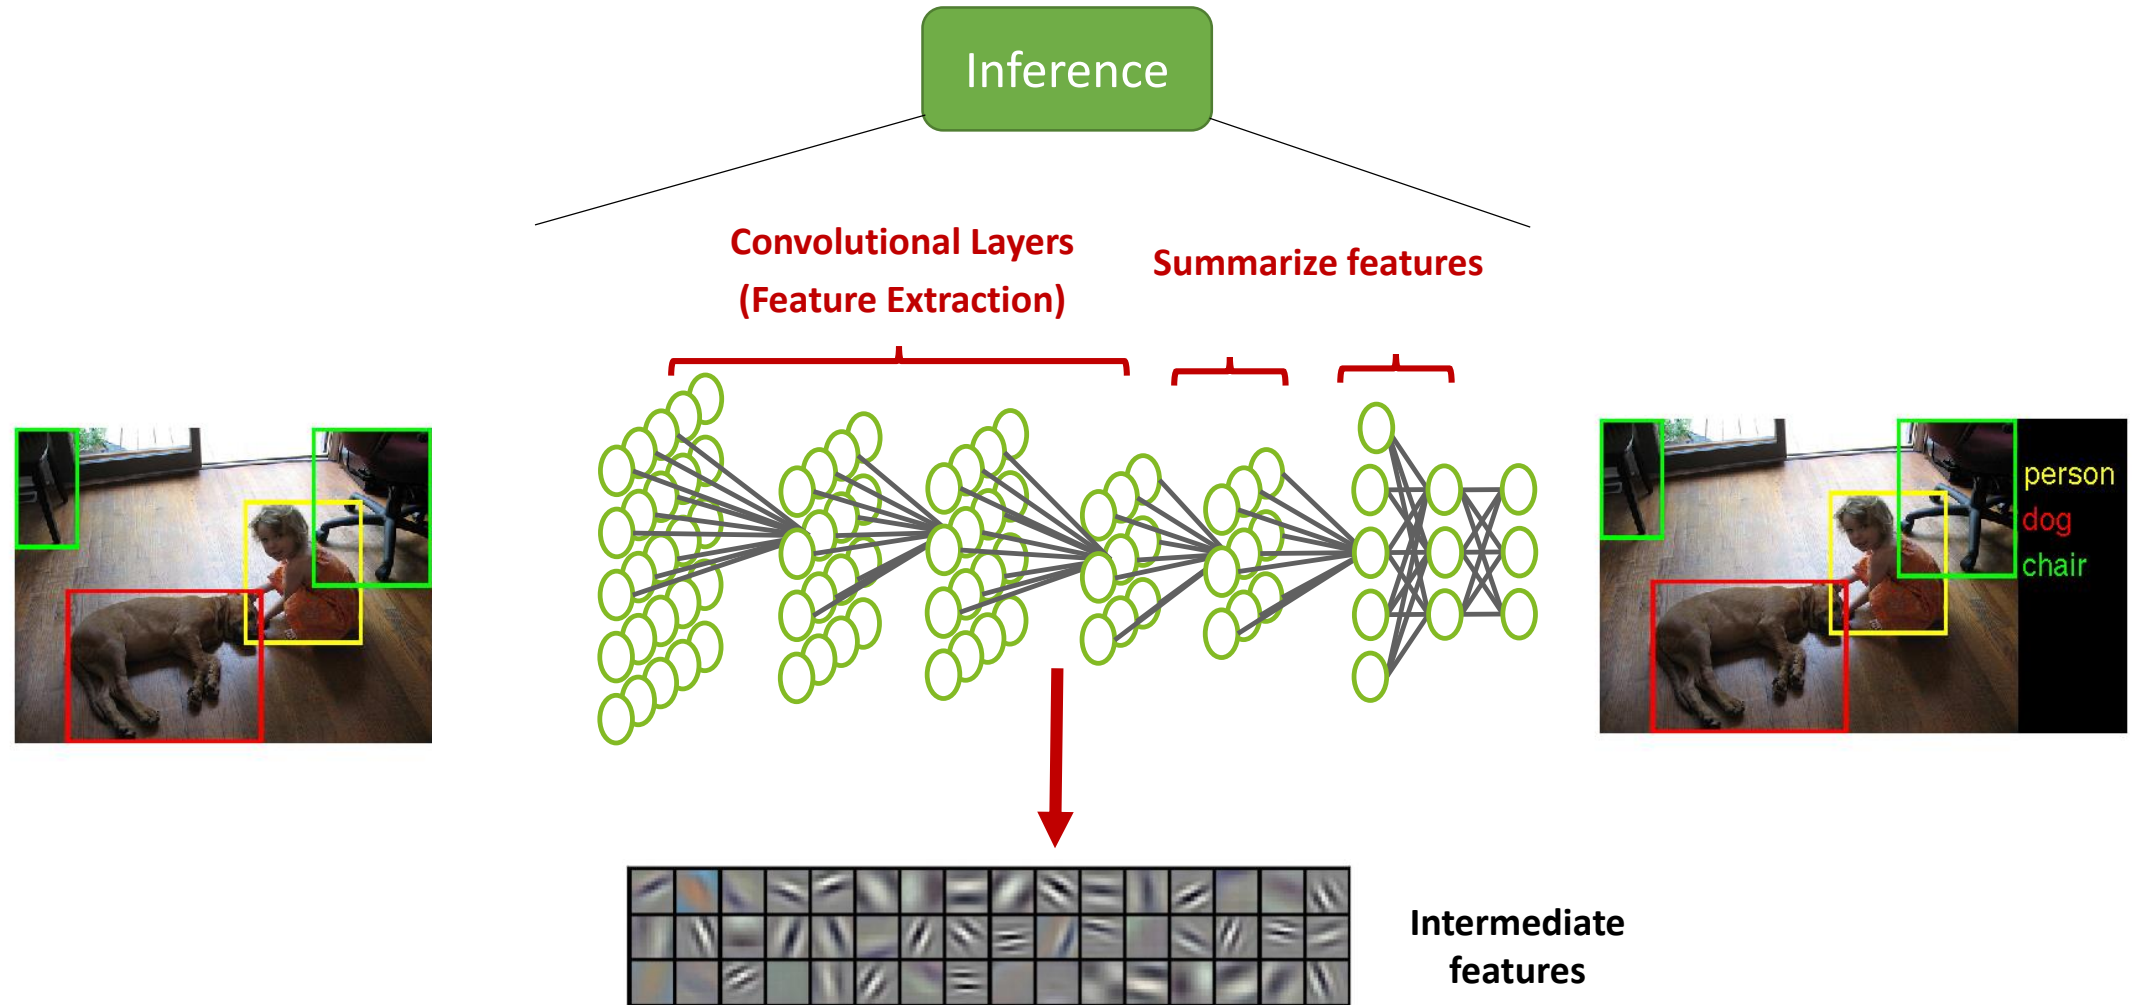 Inference
Convolutional Layers
(Feature Extraction)
Summarize features
person
dog
chair
Intermediate
features